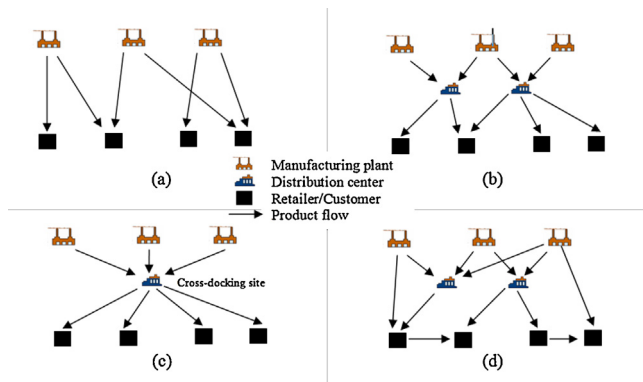 (a)
(b)
Manufacturing plant
Distribution center
Retailer/Customer
Product flow
Cross-docking site
(c)
(d)